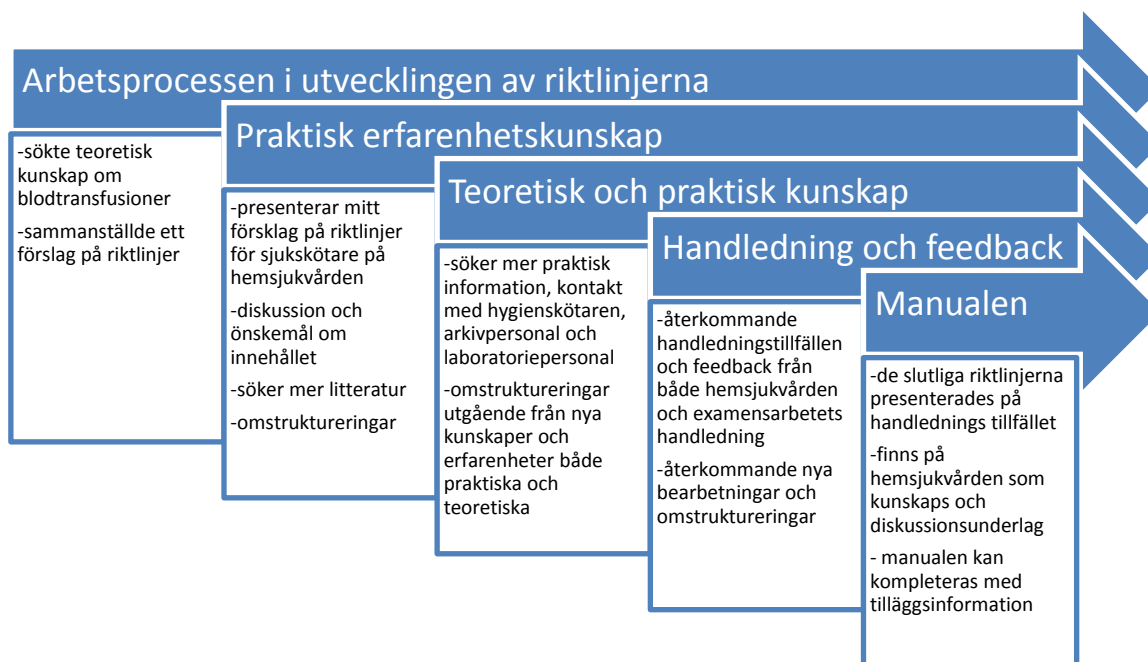 Arbetsprocessen i utvecklingen av riktlinjerna
-sökte teoretisk
kunskap om
blodtransfusioner
-sammanställde ett
förslag på riktlinjer
Praktisk erfarenhetskunskap
-presenterar mitt
försklag på riktlinjer
för sjukskötare på
hemsjukvården
-diskussion och
önskemål om
innehållet
-söker mer litteratur
-omstruktureringar
Teoretisk och praktisk kunskap
-söker mer praktisk
information, kontakt
med hygienskötaren,
arkivpersonal och
laboratoriepersonal
-omstruktureringar
utgående från nya
kunskaper och
erfarenheter både
praktiska och
teoretiska
Handledning och feedback
-återkommande
handledningstillfällen
och feedback från
både hemsjukvården
och examensarbetets
handledning
-återkommande nya
bearbetningar och
omstruktureringar
Manualen
-de slutliga riktlinjerna
presenterades på
handlednings tillfället
-finns på
hemsjukvården som
kunskaps och
diskussionsunderlag
- manualen kan
kompleteras med
tilläggsinformation